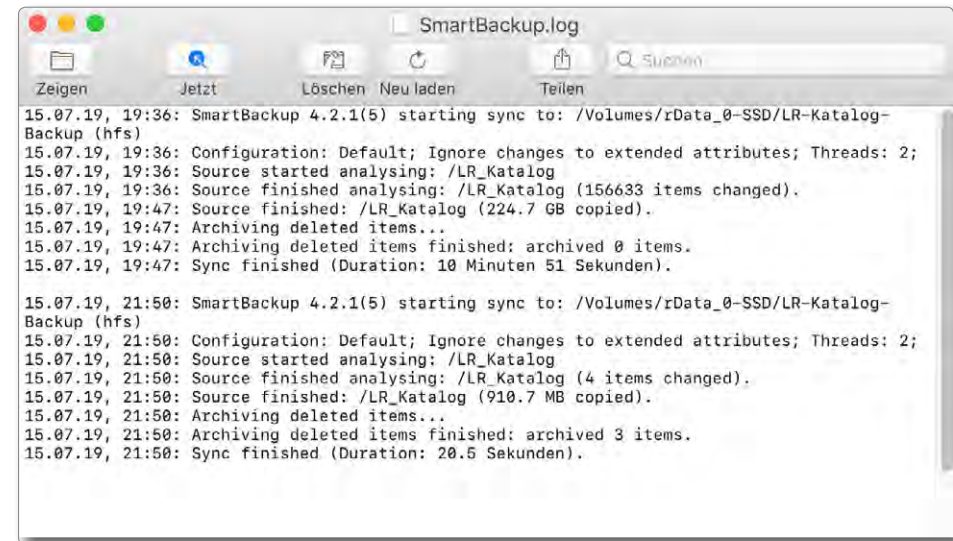 SmartBackup.log
Suchen
Zeigen Jetzt Löschen Neu laden Teilen
15.07.19, 19:36: SmartBackup 4.2.1(5) starting sync to: /Volumes/rData_0-SSD/LR-Katalog-
Backup (hfs)
15.07.19, 19:36: Configuration: Default; Ignore changes to extended attributes; Threads: 2;
15.07.19, 19:36: Source started analysing: /LR_Katalog
15.07.19, 19:36: Source finished analysing: /LR_Katalog (156633 items changed).
15.07.19, 19:47: Source finished: /LR_Katalog (224.7 GB copied).
15.07.19, 19:47: Archiving deleted items...
15.07.19, 19:47: Archiving deleted items finished: archived 0 items.
15.07.19, 19:47: Sync finished (Duration: 10 Minuten 51 Sekunden).
15.07.19, 21:50: SmartBackup 4.2.1(5) starting sync to: /Volumes/rData_0-SSD/LR-Katalog-
Backup (hfs)
15.07.19, 21:50: Configuration: Default; Ignore changes to extended attributes; Threads: 2;
15.07.19, 21:50: Source started analysing: /LR_Katalog
15.07.19, 21:50: Source finished analysing: /LR_Katalog (4 items changed).
15.07.19, 21:50: Source finished: /LR_Katalog (910.7 MB copied).
15.07.19, 21:50: Archiving deleted items...
15.07.19, 21:50: Archiving deleted items finished: archived 3 items.
15.07.19, 21:50: Sync finished (Duration: 20.5 Sekunden).